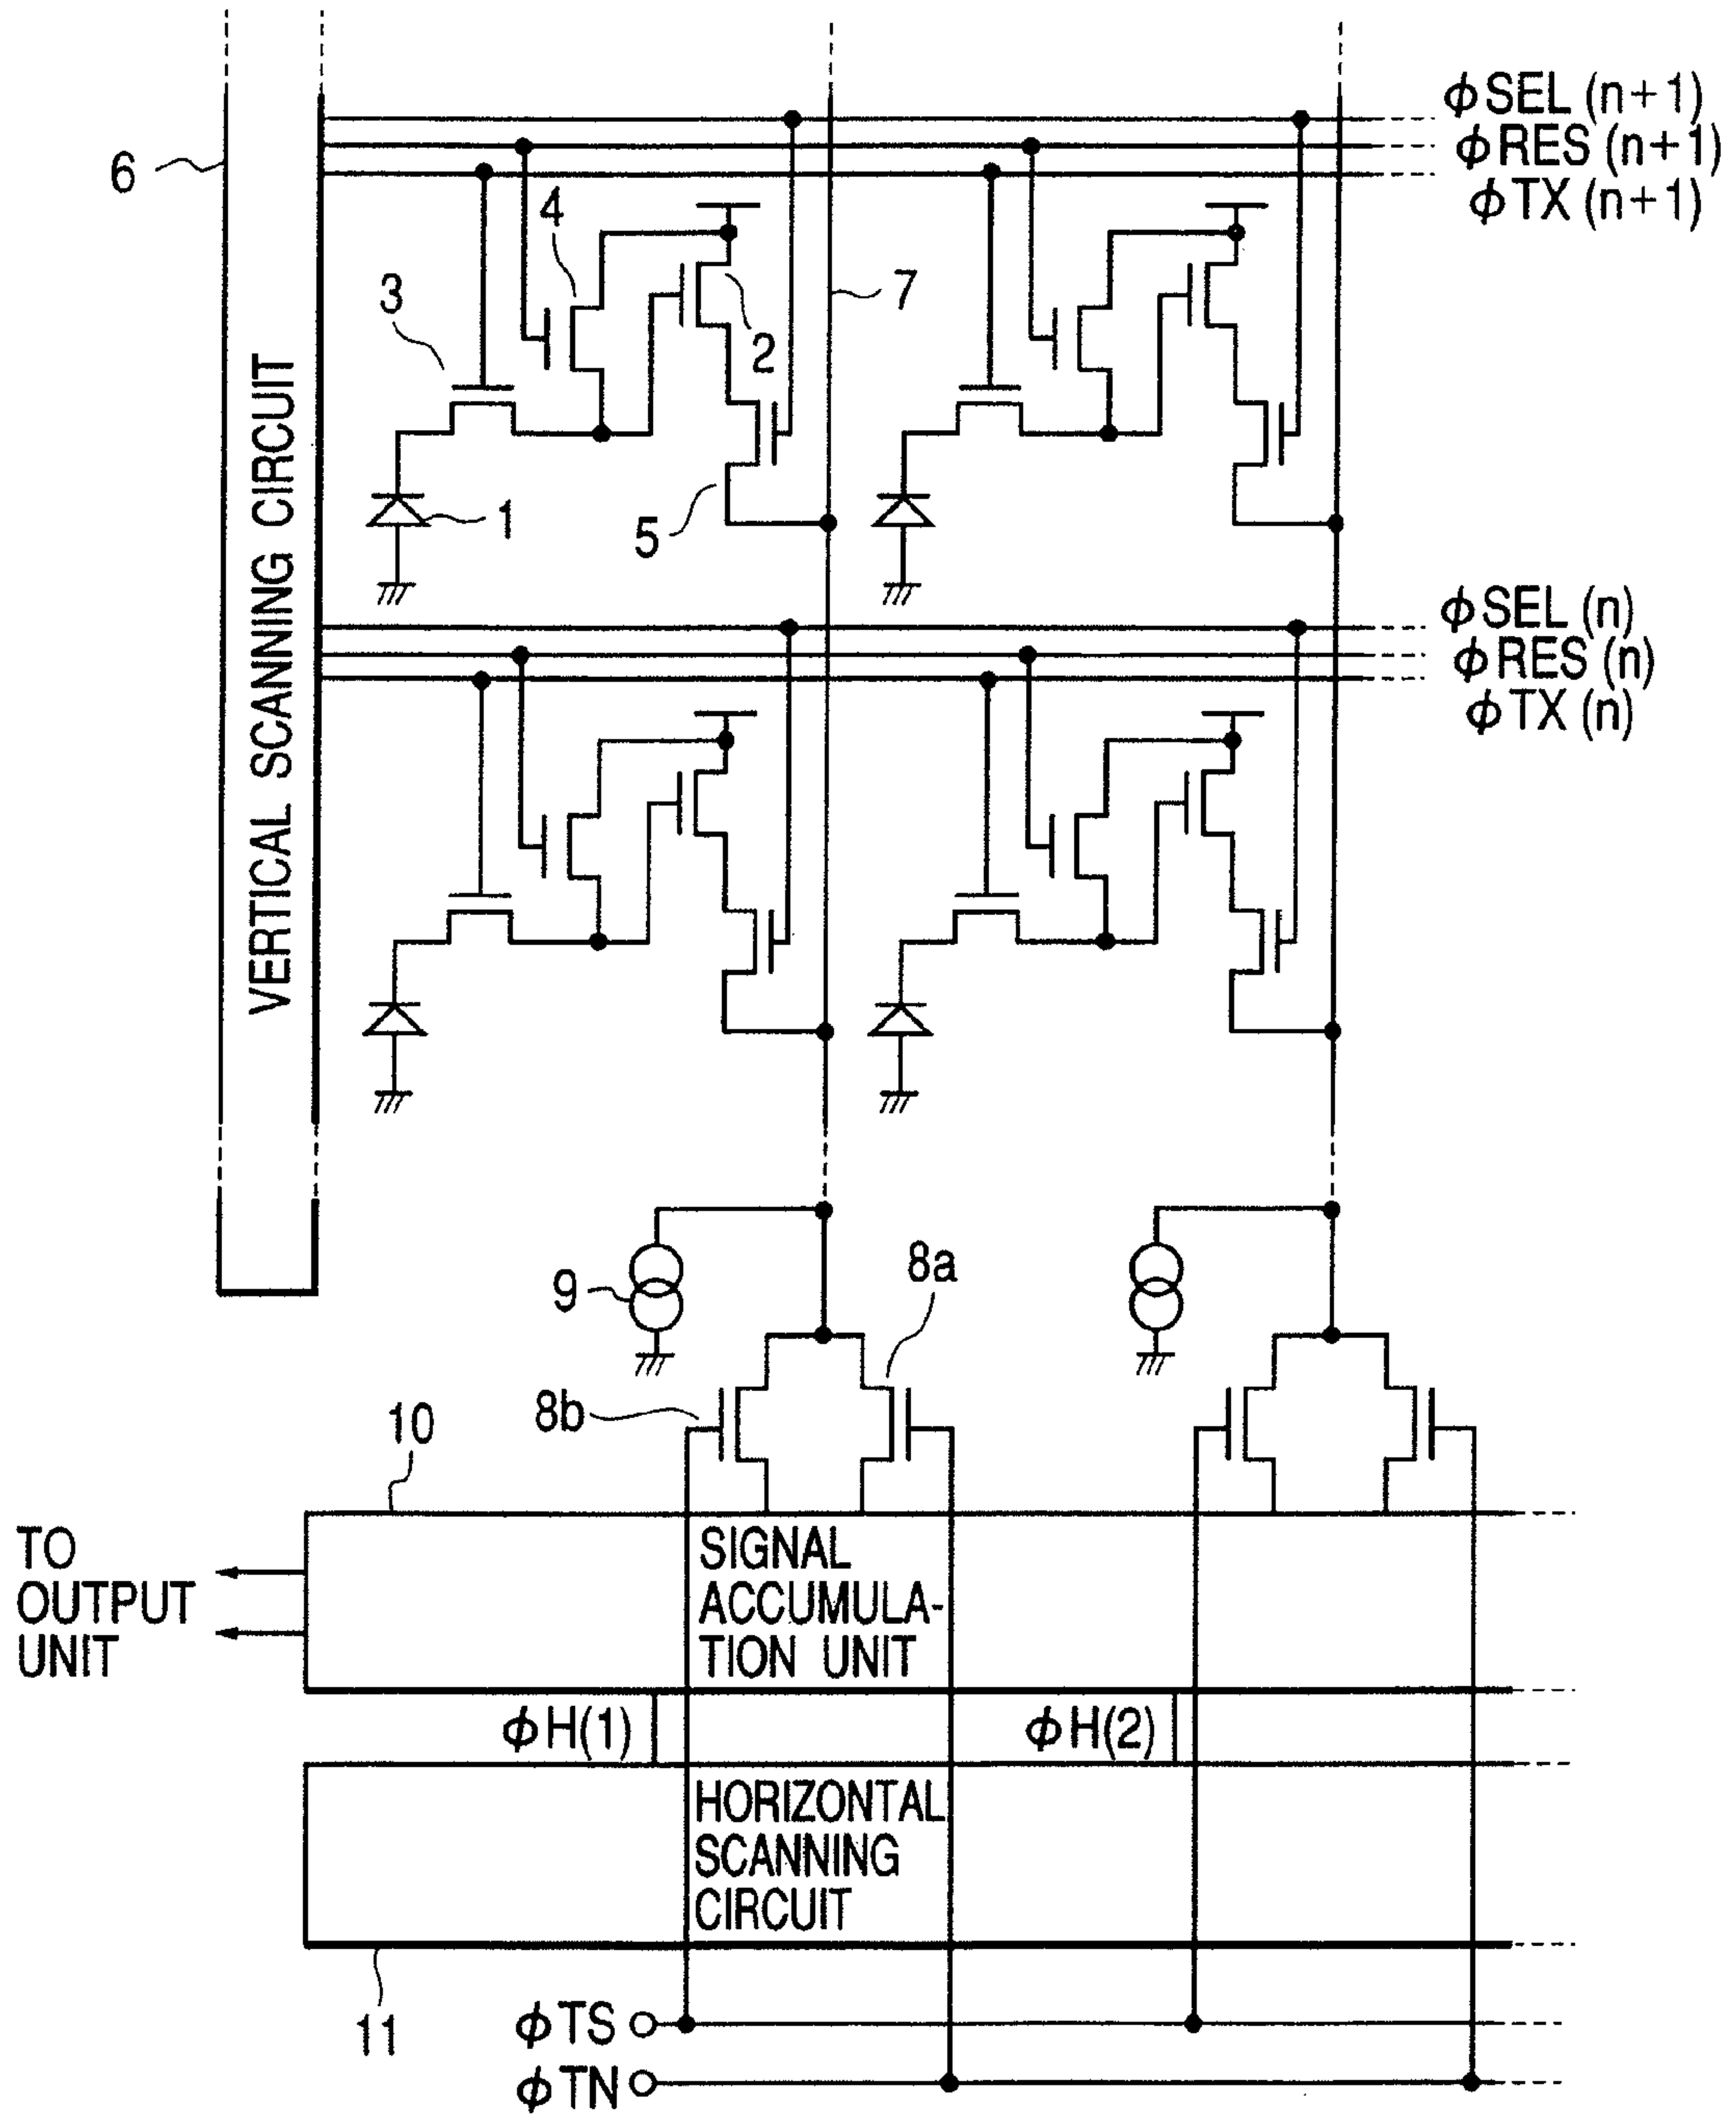 ϕSEL (n+1)
ϕRES (n+1)
ϕTX (n+1)
6
4
3
7
2
VERTICAL SCANNING CIRCUIT
1
5
ϕSEL (n)
ϕRES (n)
ϕTX (n)
8a
9
8b
10
TO
OUTPUT
UNIT
SIGNAL
ACCUMULA-
TION UNIT
ϕH(1)
ϕH(2)
HORIZONTAL
SCANNING
CIRCUIT
11
ϕTS
ϕTN